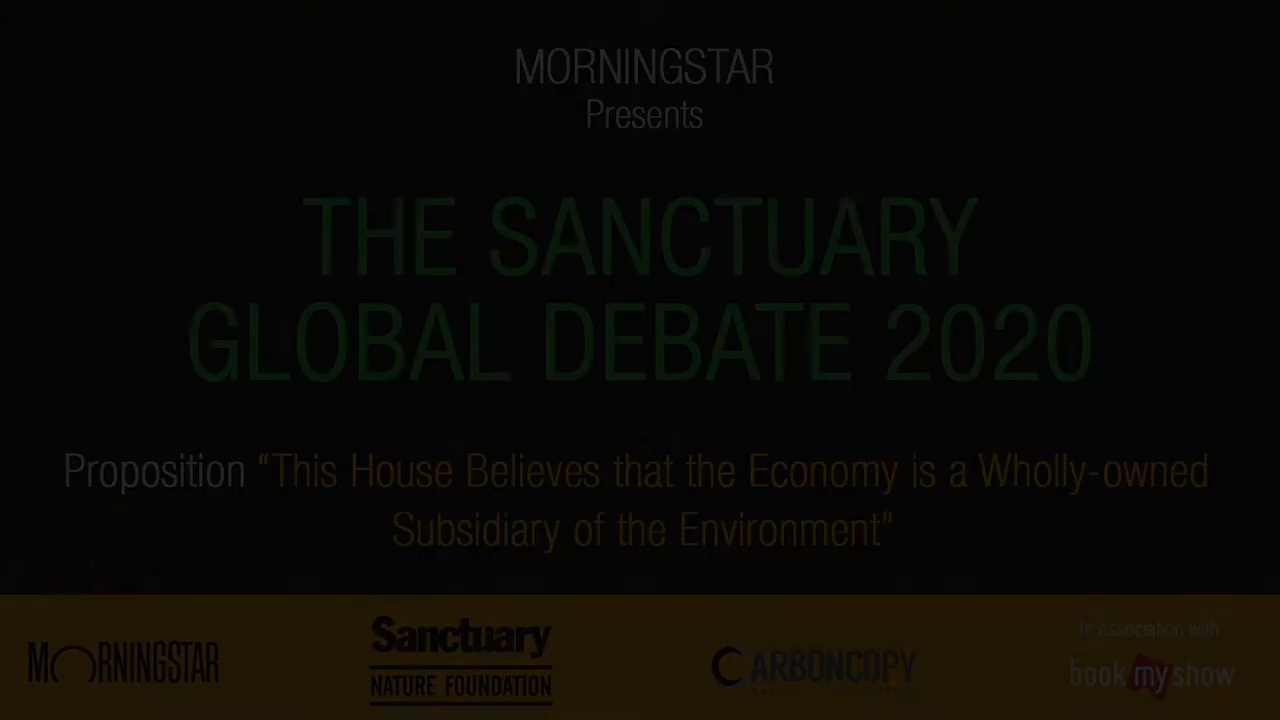 MORNINGSTAR
Presents
THE SANCTUARY
GLOBAL DEBATE 2020
Proposition “This House Believes that the Economy is a Wholly-owned
Subsidiary of the Environment”
MORNINGSTAR
Sanctuary
NATURE FOUNDATION
CARBONCOPY
In association with
book my show